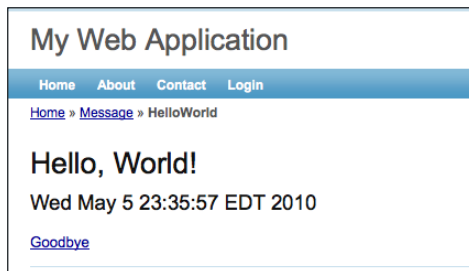 My Web Application
Home About Contact Login
Home » Message » HelloWorld
Hello, World!
Wed May 5 23:35:57 EDT 2010
Goodbye